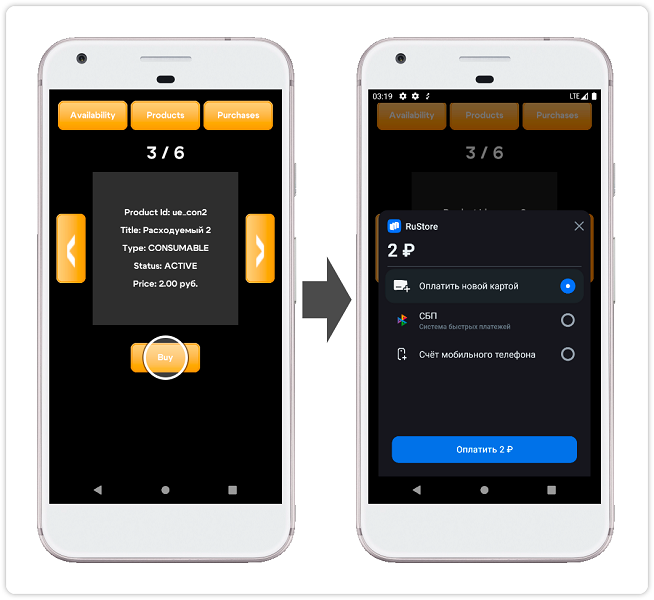 Availability
Products
Purchases
3 / 6
Product Id: ue_con2
Title: Расходуемый 2
Type: CONSUMABLE
Status: ACTIVE
Price: 2.00 руб.
Buy
03:19
LTE
Availability
Products
Purchases
3 / 6
RuStore
2 ₽
Оплатить новой картой
СБП
Система быстрых платежей
Счёт мобильного телефона
Оплатить 2 ₽